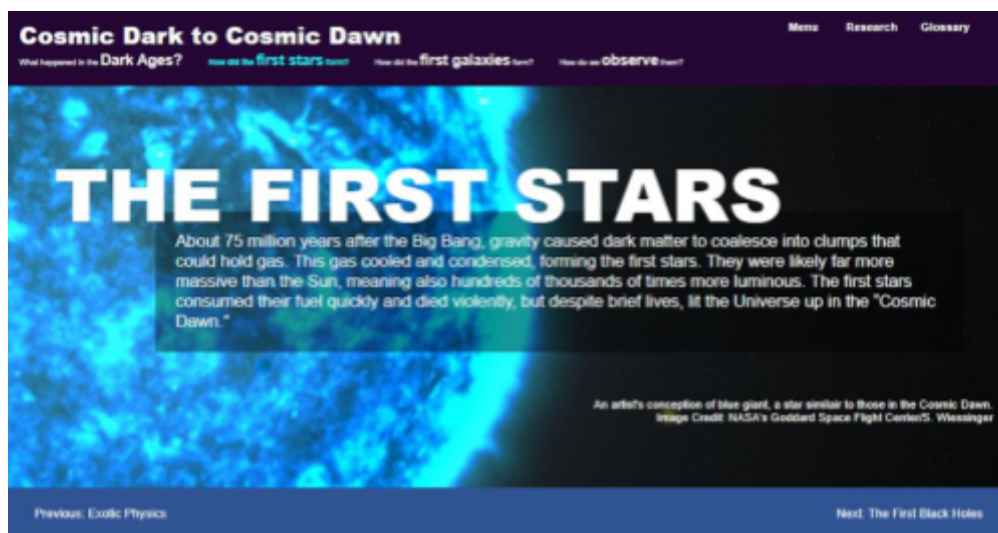 Cosmic Dark to Cosmic Dawn
Menu Research Glossary
What happened in the Dark Ages? How did the first stars form? How did the first galaxies form? How do we observe them?
THE FIRST STARS
About 75 million years after the Big Bang, gravity caused dark matter to coalesce into clumps that
could hold gas. This gas cooled and condensed, forming the first stars. They were likely far more
massive than the Sun, meaning also hundreds of thousands of times more luminous. The first stars
consumed their fuel quickly and died violently, but despite brief lives, lit the Universe up in the "Cosmic
Dawn."
An artist's conception of blue giant, a star similair to those in the Cosmic Dawn.
Image Credit: NASA's Goddard Space Flight Center/S. Wiessinger
Previous: Exotic Physics
Next: The First Black Holes